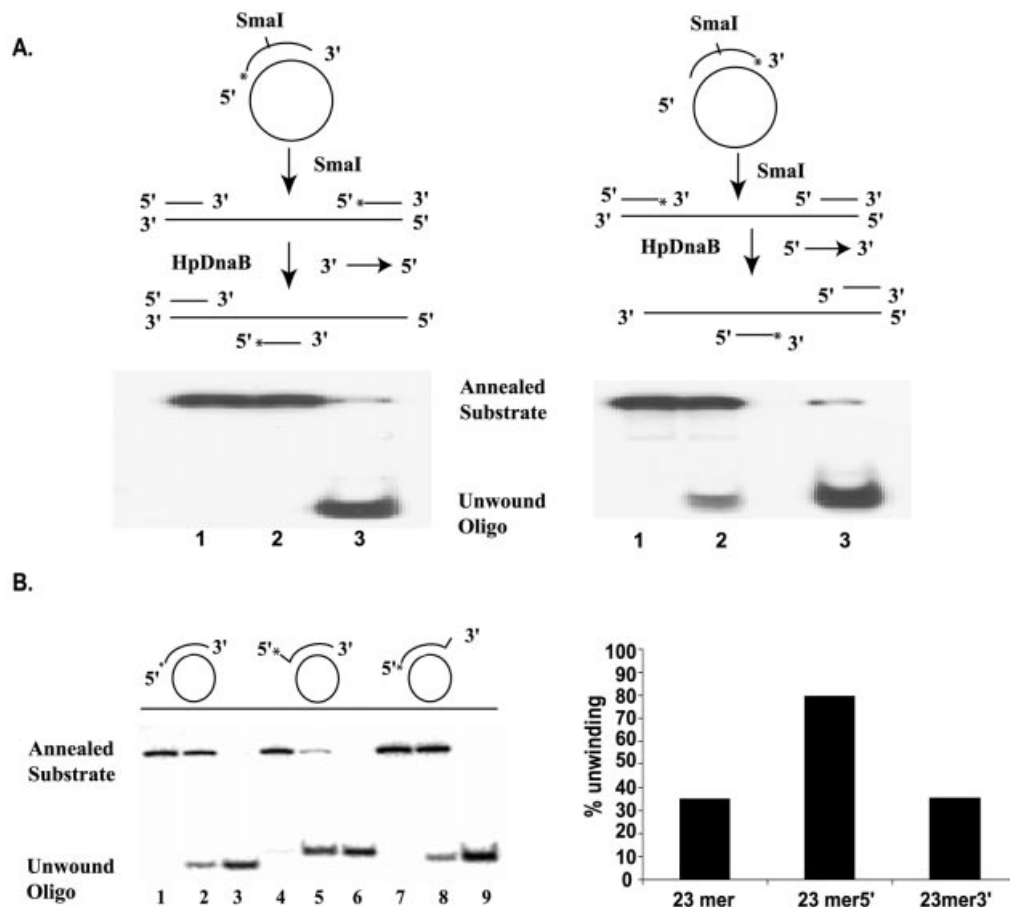 A.
SmaI
5' * 3'
SmaI
5' 3' 5' * 3'
3' 5'
HpDnaB 3' 5'
5' 3'
3' 5'
5' * 3'
SmaI
* 3'
5'
SmaI
5' * 3' 5' 3'
3' 5'
HpDnaB 5' 3'
5' 3'
3' 5'
5' * 3'
Annealed
Substrate
Unwound
Oligo
1 2 3
1 2 3
B.
5' * 3' 5' * 3' 5' * 3'
Annealed
Substrate
Unwound
Oligo
1 2 3 4 5 6 7 8 9
% unwinding
100
90
80
70
60
50
40
30
20
10
0
23 mer 23 mer5' 23mer3'